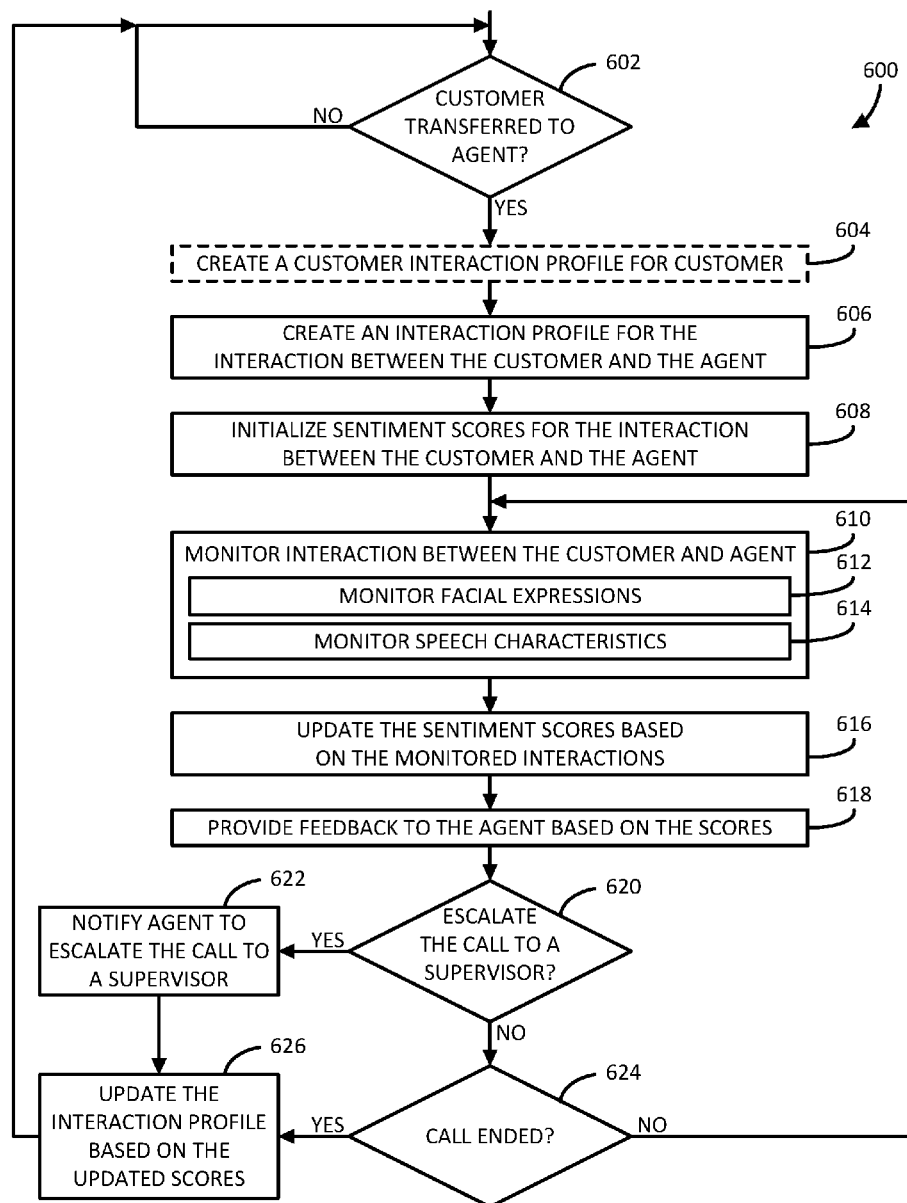 602
600
CUSTOMER
TRANSFERRED TO
AGENT?
NO
YES
604
CREATE A CUSTOMER INTERACTION PROFILE FOR CUSTOMER
606
CREATE AN INTERACTION PROFILE FOR THE
INTERACTION BETWEEN THE CUSTOMER AND THE AGENT
608
INITIALIZE SENTIMENT SCORES FOR THE INTERACTION
BETWEEN THE CUSTOMER AND THE AGENT
610
MONITOR INTERACTION BETWEEN THE CUSTOMER AND AGENT
612
MONITOR FACIAL EXPRESSIONS
614
MONITOR SPEECH CHARACTERISTICS
616
UPDATE THE SENTIMENT SCORES BASED
ON THE MONITORED INTERACTIONS
618
PROVIDE FEEDBACK TO THE AGENT BASED ON THE SCORES
620
ESCALATE
THE CALL TO A
SUPERVISOR?
YES
622
NOTIFY AGENT TO
ESCALATE THE CALL TO
A SUPERVISOR
NO
624
CALL ENDED?
NO
YES
626
UPDATE THE
INTERACTION PROFILE
BASED ON THE
UPDATED SCORES